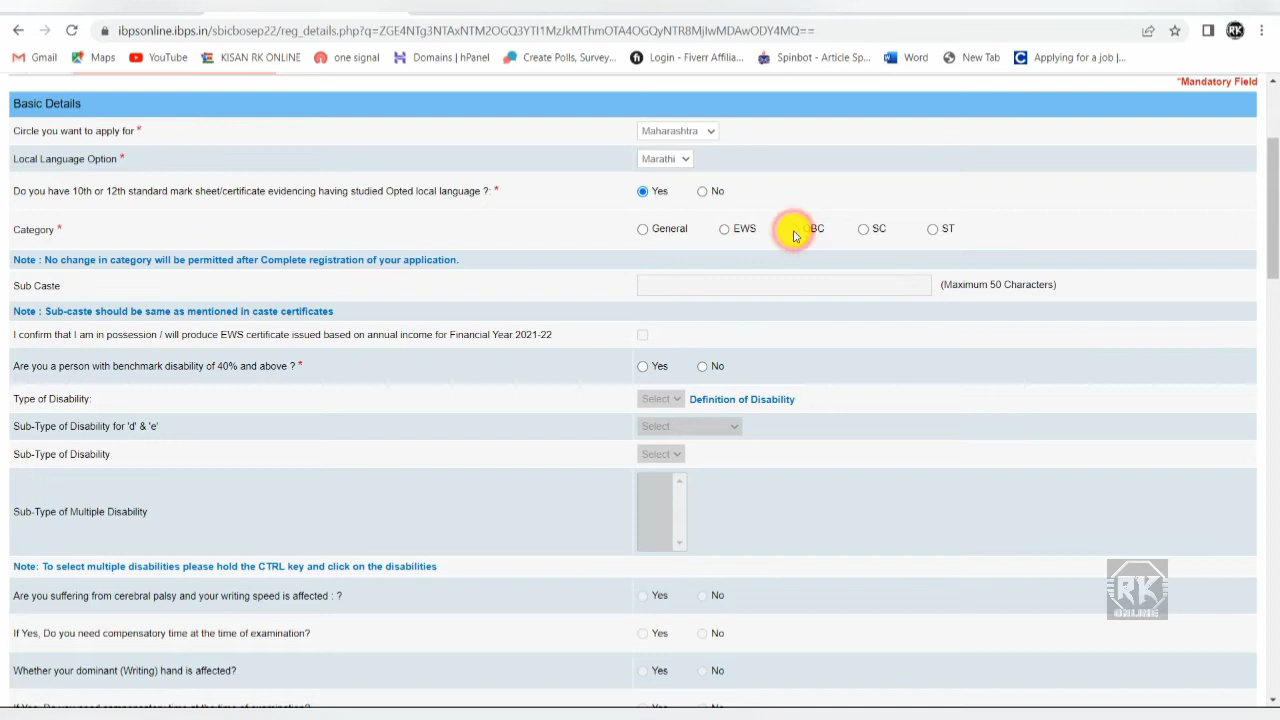 ibpsonline.ibps.in/sbicbosep22/reg_details.php?q=ZGE4NTg3NTAxNTM2OGQ3YTI1MzJkMThmOTA4OGQyNTR8MjIwMDAwODY4MQ==
RK
Gmail Maps YouTube KISAN RK ONLINE one signal Domains | hPanel Create Polls, Survey... Login - Fiverr Affilia... Spinbot - Article Sp... Word New Tab Applying for a job |...
*Mandatory Field
Basic Details
Circle you want to apply for * Maharashtra
Local Language Option * Marathi
Do you have 10th or 12th standard mark sheet/certificate evidencing having studied Opted local language ?: * Yes No
Category * General EWS BC SC ST
Note : No change in category will be permitted after Complete registration of your application.
Sub Caste (Maximum 50 Characters)
Note : Sub-caste should be same as mentioned in caste certificates
I confirm that I am in possession / will produce EWS certificate issued based on annual income for Financial Year 2021-22
Are you a person with benchmark disability of 40% and above ? * Yes No
Type of Disability: Select Definition of Disability
Sub-Type of Disability for 'd' & 'e' Select
Sub-Type of Disability Select
Sub-Type of Multiple Disability
Note: To select multiple disabilities please hold the CTRL key and click on the disabilities
Are you suffering from cerebral palsy and your writing speed is affected : ? Yes No
If Yes, Do you need compensatory time at the time of examination? Yes No
Whether your dominant (Writing) hand is affected? Yes No
RK
ONLINE